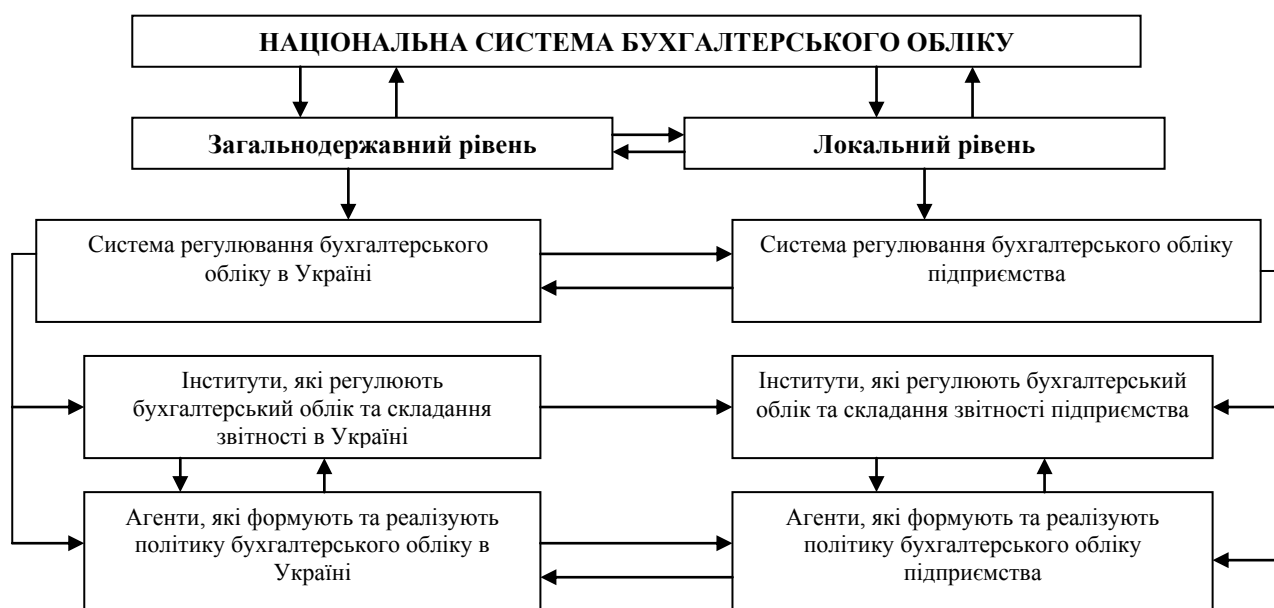 НАЦІОНАЛЬНА СИСТЕМА БУХГАЛТЕРСЬКОГО ОБЛІКУ
Загальнодержавний рівень
Локальний рівень
Система регулювання бухгалтерського
обліку в Україні
Система регулювання бухгалтерського обліку
підприємства
Інститути, які регулюють
бухгалтерський облік та складання
звітності в Україні
Інститути, які регулюють бухгалтерський
облік та складання звітності підприємства
Агенти, які формують та реалізують
політику бухгалтерського обліку в
Україні
Агенти, які формують та реалізують
політику бухгалтерського обліку
підприємства